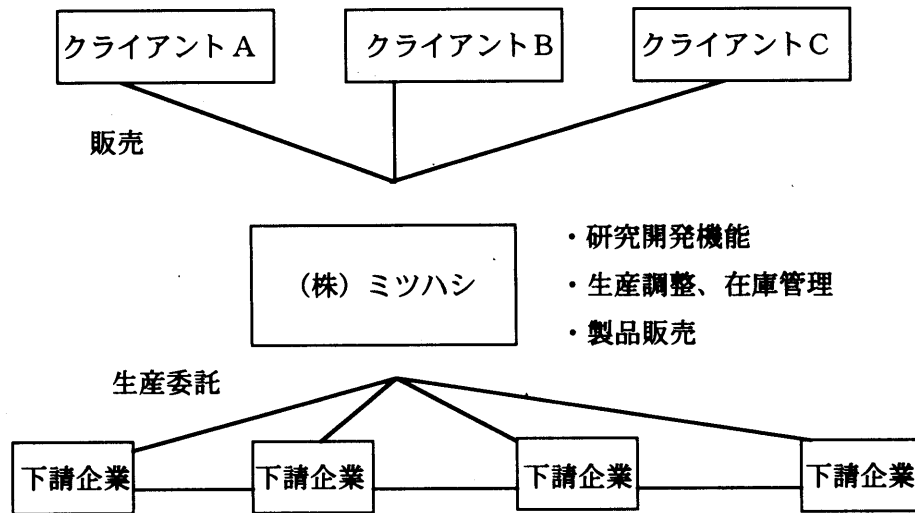 クライアントA
クライアントB
クライアントC
販売
(株)ミツハシ
・研究開発機能
・生産調整、在庫管理
・製品販売
生産委託
下請企業
下請企業
下請企業
下請企業